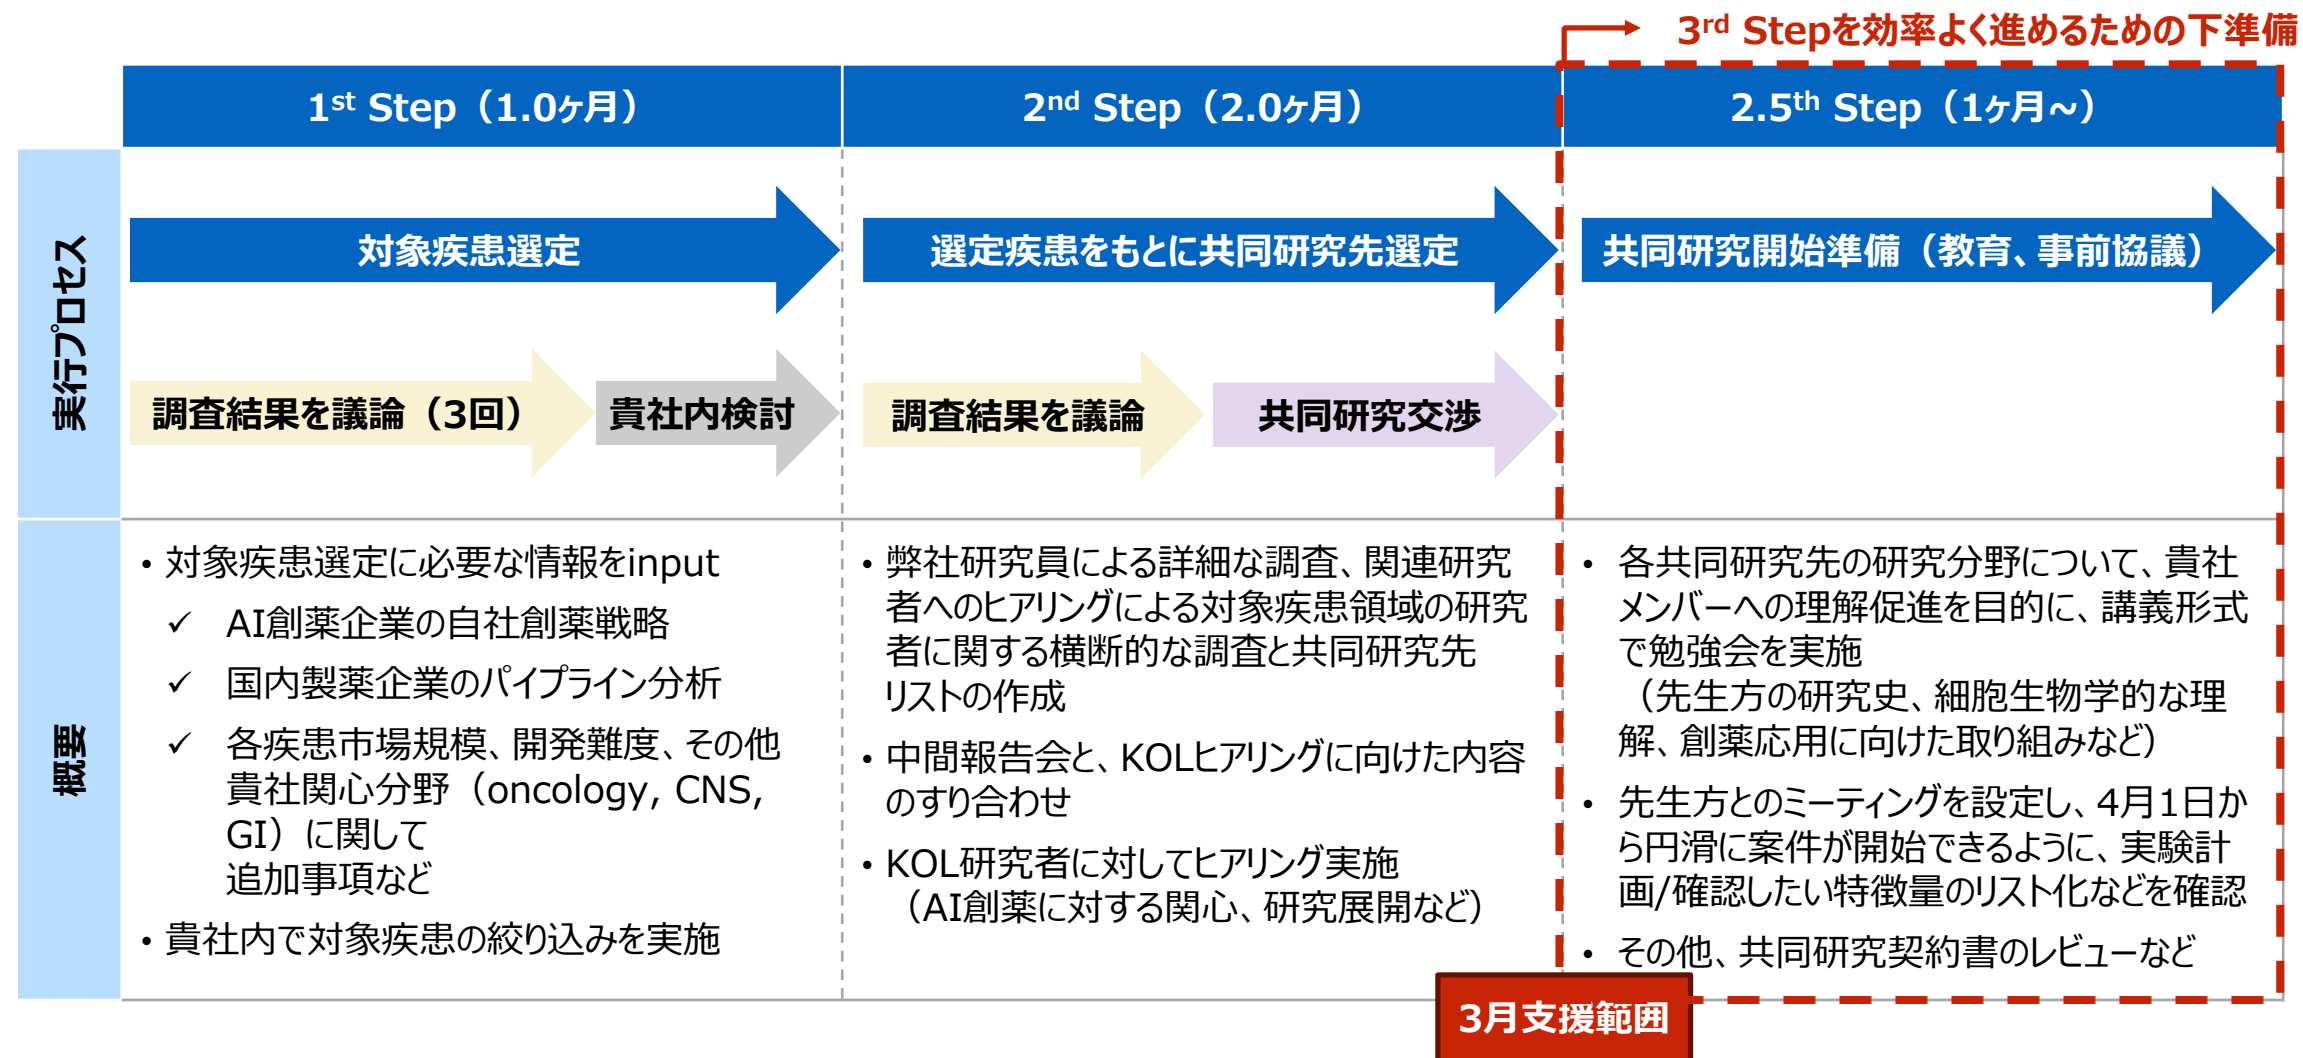 3rd Stepを効率よく進めるための下準備
1st Step（1.0ヶ月）
2nd Step（2.0ヶ月）
2.5th Step（1ヶ月~）
実行プロセス
対象疾患選定
選定疾患をもとに共同研究先選定
共同研究開始準備（教育、事前協議）
調査結果を議論（3回）
貴社内検討
調査結果を議論
共同研究交渉
概要
・対象疾患選定に必要な情報をinput
✓ AI創薬企業の自社創薬戦略
✓ 国内製薬企業のパイプライン分析
✓ 各疾患市場規模、開発難度、その他
貴社関心分野（oncology, CNS,
GI）に関して
追加事項など
・貴社内で対象疾患の絞り込みを実施
・弊社研究員による詳細な調査、関連研究
者へのヒアリングによる対象疾患領域の研究
者に関する横断的な調査と共同研究先
リストの作成
・中間報告会と、KOLヒアリングに向けた内容
のすり合わせ
・KOL研究者に対してヒアリング実施
（AI創薬に対する関心、研究展開など）
• 各共同研究先の研究分野について、貴社
メンバーへの理解促進を目的に、講義形式
で勉強会を実施
（先生方の研究史、細胞生物学的な理
解、創薬応用に向けた取り組みなど）
• 先生方とのミーティングを設定し、4月1日か
ら円滑に案件が開始できるように、実験計
画/確認したい特徴量のリスト化などを確認
• その他、共同研究契約書のレビューなど
3月支援範囲